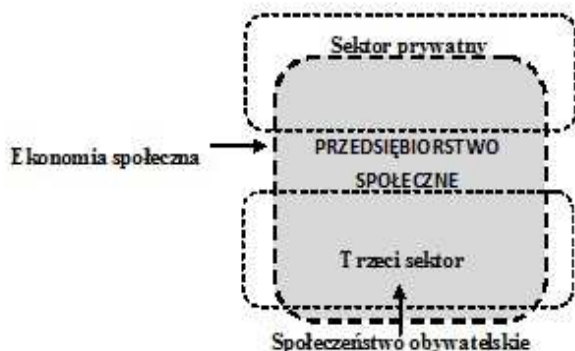 Sektor prywatny
Ekonomia społeczna
PRZEDSIĘBIORSTWO
SPOŁECZNE
Trzeci sektor
Społeczeństwo obywatelskie